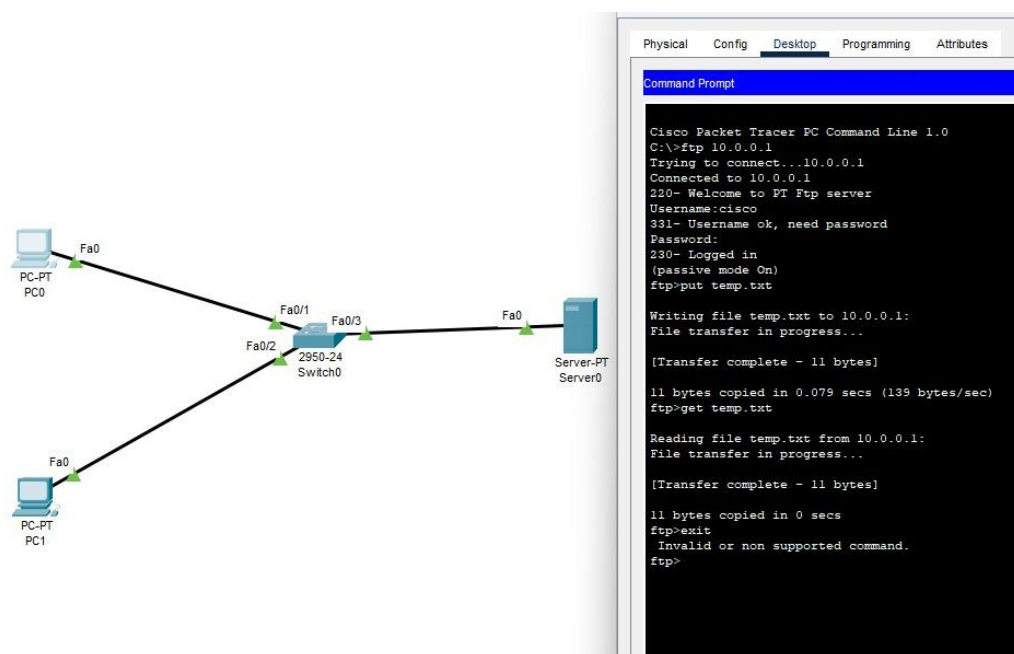 Physical Config Desktop Programming Attributes
Command Prompt
Cisco Packet Tracer PC Command Line 1.0
C:\>ftp 10.0.0.1
Trying to connect...10.0.0.1
Connected to 10.0.0.1
220- Welcome to PT Ftp server
Username:cisco
331- Username ok, need password
Password:
230- Logged in
(passive mode On)
ftp>put temp.txt
Writing file temp.txt to 10.0.0.1:
File transfer in progress...
[Transfer complete - 11 bytes]
11 bytes copied in 0.079 secs (139 bytes/sec)
ftp>get temp.txt
Reading file temp.txt from 10.0.0.1:
File transfer in progress...
[Transfer complete - 11 bytes]
11 bytes copied in 0 secs
ftp>exit
Invalid or non supported command.
ftp>
Fa0
PC-PT
PC0
Fa0/1
Fa0/3
Fa0/2
2950-24
Switch0
Fa0
Server-PT
Server0
Fa0
PC-PT
PC1